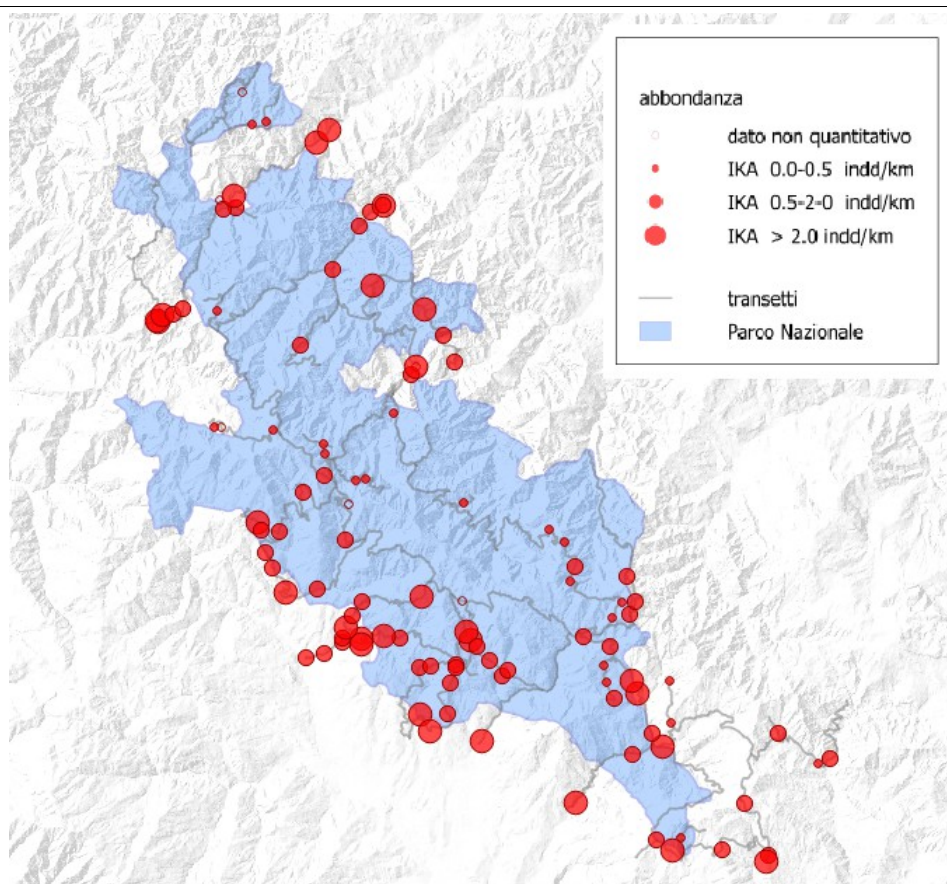 abbondanza
dato non quantitativo
IKA 0.0-0.5 indd/km
IKA 0.5-2-0 indd/km
IKA > 2.0 indd/km
transetti
Parco Nazionale